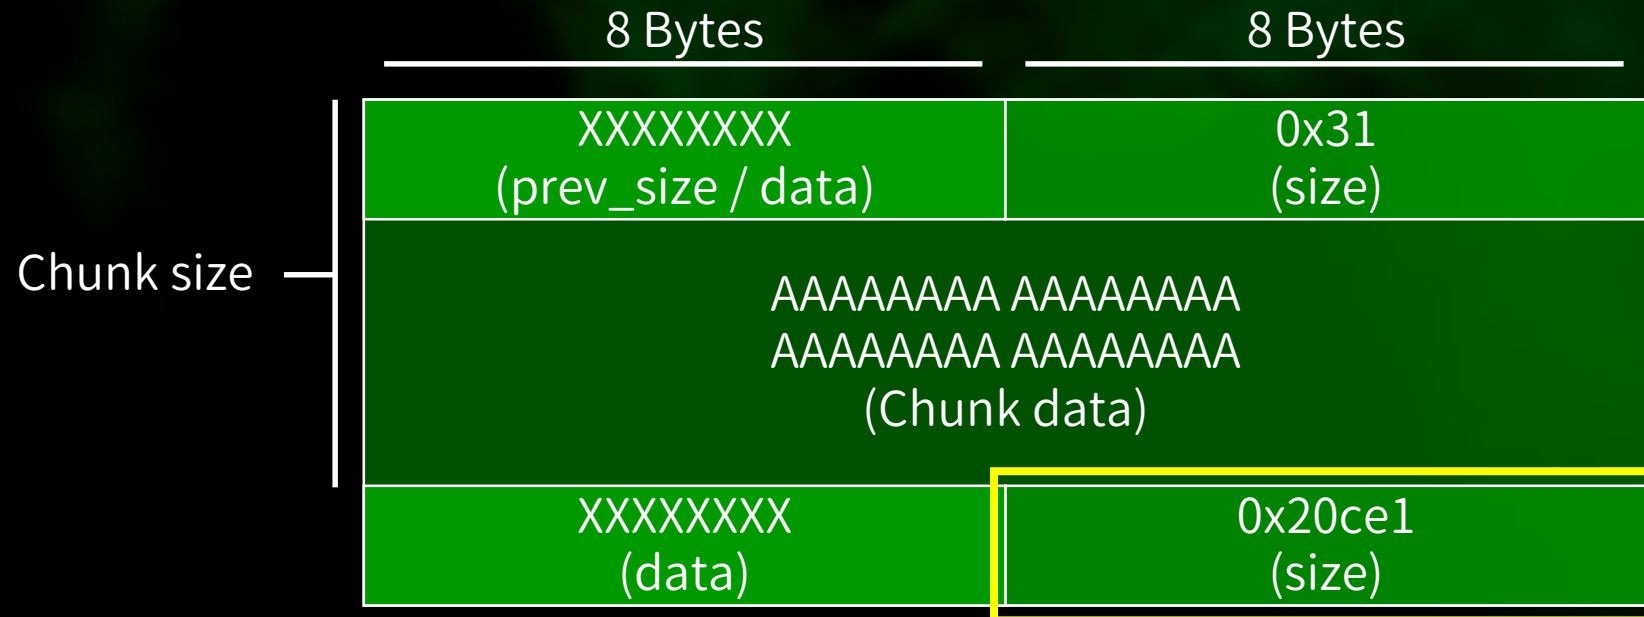 8 Bytes
8 Bytes
XXXXXXXX
(prev_size / data)
0x31
(size)
Chunk size
AAAAAAAA AAAAAAAA
AAAAAAAA AAAAAAAA
(Chunk data)
XXXXXXXX
(data)
0x20ce1
(size)